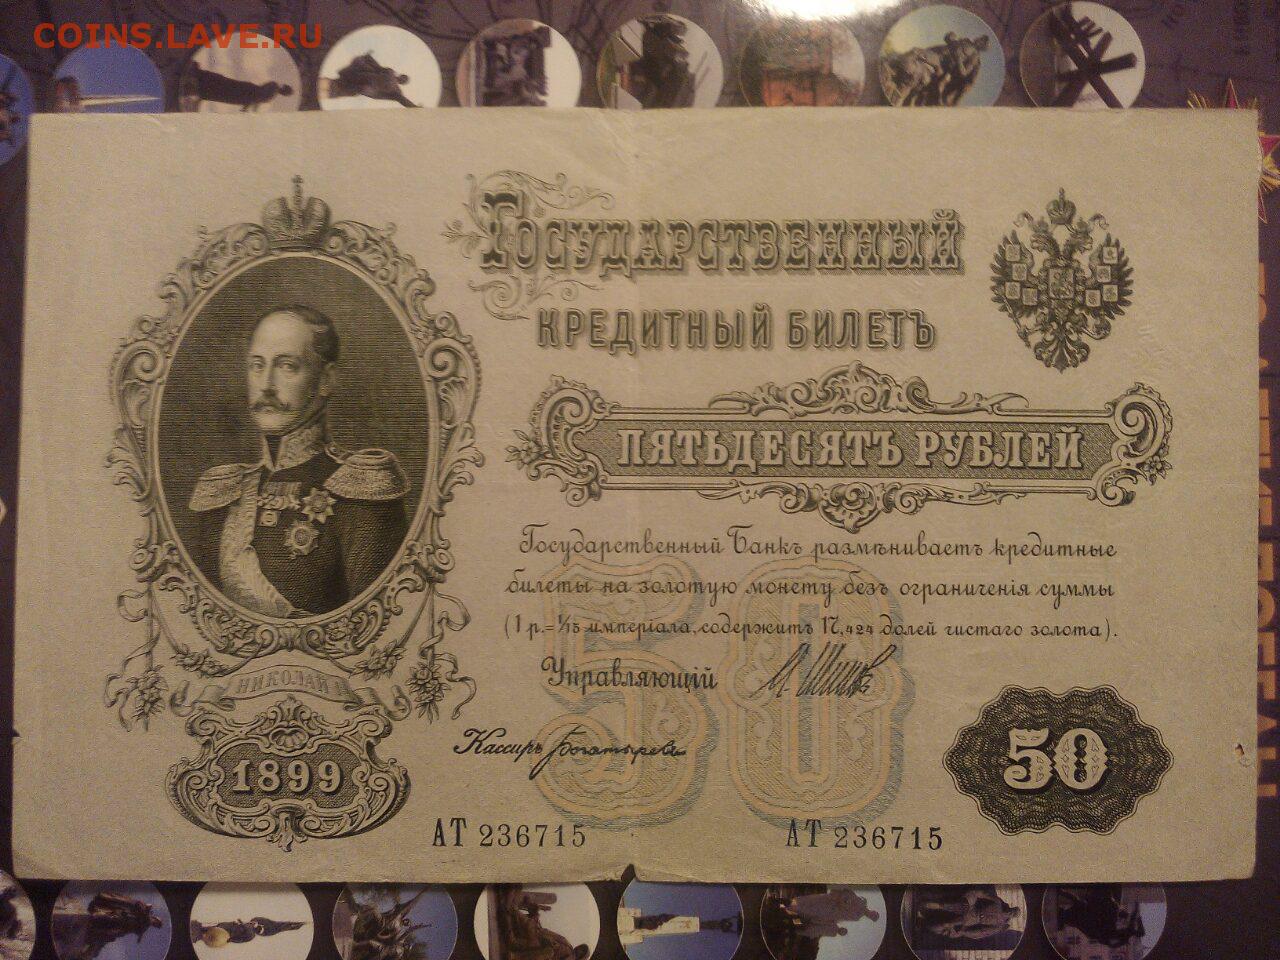 COINS.LAVE.RU
Государственный
кредитный билетъ
пятьдесятъ рублей
Государственный Банкъ размѣниваетъ кредитные
билеты на золотую монету безъ ограниченія суммы
(1 р.=1/15 имперіала, содержитъ 17,424 долей чистаго золота).
Управляющій
Кассиръ
НИКОЛАЙ I
1899
50
50
АТ 236715
АТ 236715